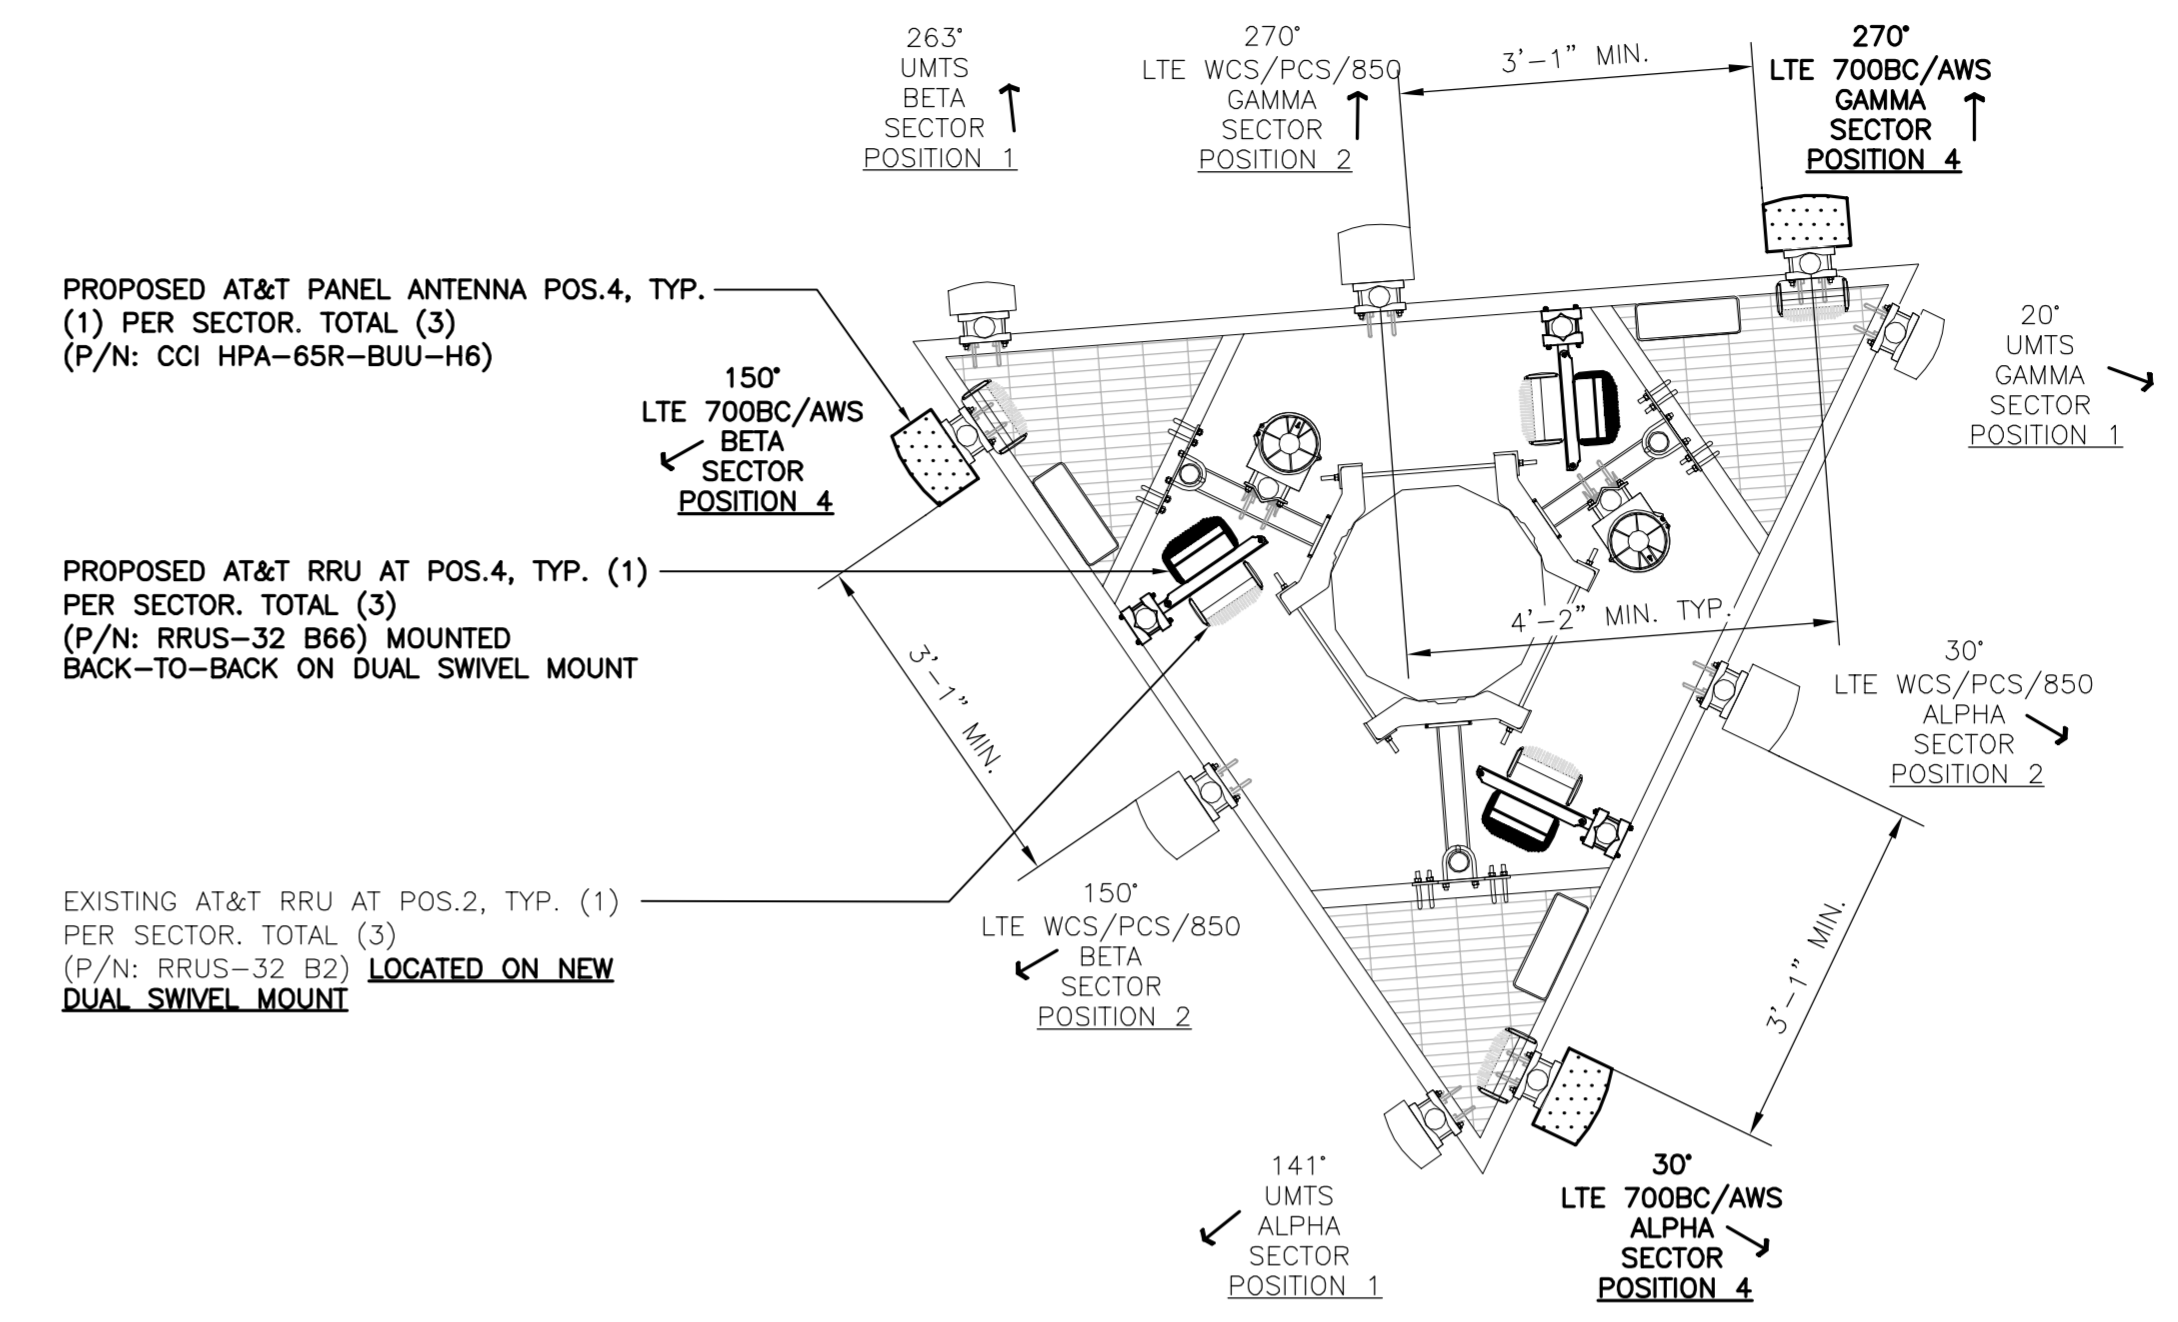 263°
UMTS
BETA
SECTOR
POSITION 1
270°
LTE WCS/PCS/850
GAMMA
SECTOR
POSITION 2
3'-1" MIN.
270°
LTE 700BC/AWS
GAMMA
SECTOR
POSITION 4
PROPOSED AT&T PANEL ANTENNA POS.4, TYP.
(1) PER SECTOR. TOTAL (3)
(P/N: CCI HPA-65R-BUU-H6)
150°
LTE 700BC/AWS
BETA
SECTOR
POSITION 4
20°
UMTS
GAMMA
SECTOR
POSITION 1
PROPOSED AT&T RRU AT POS.4, TYP. (1)
PER SECTOR. TOTAL (3)
(P/N: RRUS-32 B66) MOUNTED
BACK-TO-BACK ON DUAL SWIVEL MOUNT
4'-2" MIN. TYP.
3'-1" MIN.
30°
LTE WCS/PCS/850
ALPHA
SECTOR
POSITION 2
EXISTING AT&T RRU AT POS.2, TYP. (1)
PER SECTOR. TOTAL (3)
(P/N: RRUS-32 B2) LOCATED ON NEW
DUAL SWIVEL MOUNT
150°
LTE WCS/PCS/850
BETA
SECTOR
POSITION 2
3'-1" MIN.
141°
UMTS
ALPHA
SECTOR
POSITION 1
30°
LTE 700BC/AWS
ALPHA
SECTOR
POSITION 4